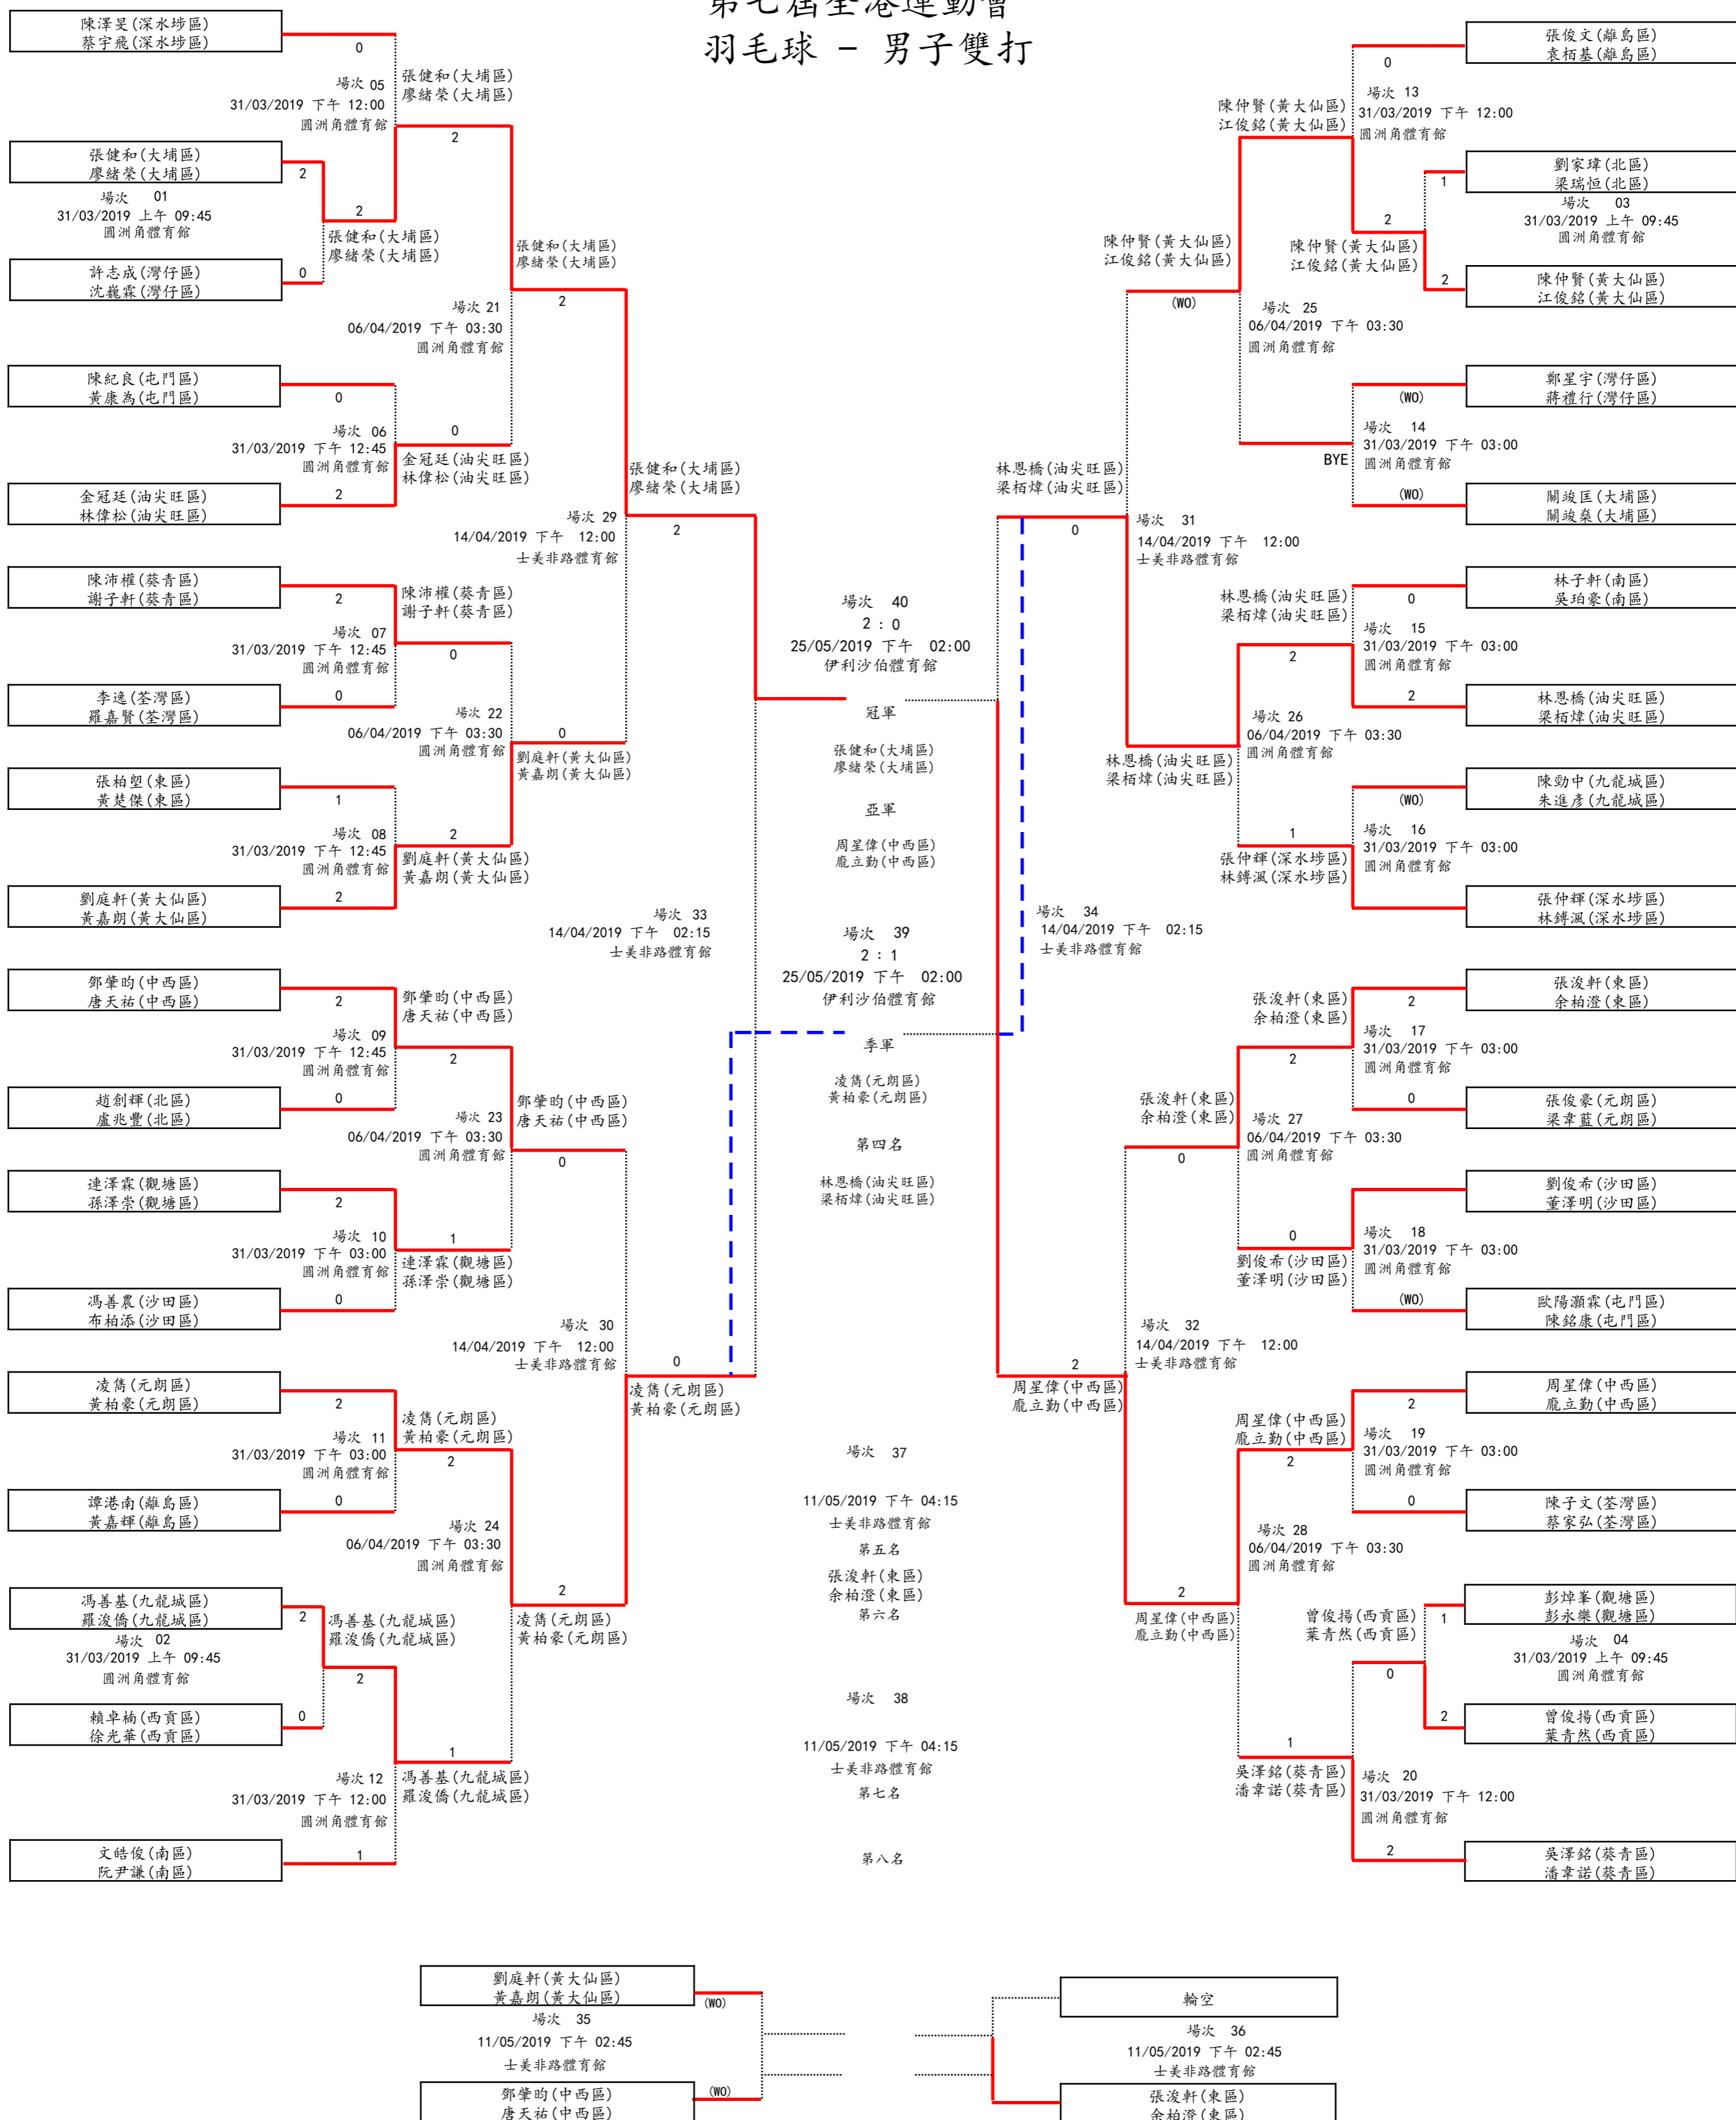 第七屆全港運動會
羽毛球 - 男子雙打
陳澤旻(深水埗區)
蔡宇飛(深水埗區)
0
場次 05
31/03/2019 下午 12:00
圓洲角體育館
張健和(大埔區)
廖緒榮(大埔區)
2
張健和(大埔區)
廖緒榮(大埔區)
2
場次 01
31/03/2019 上午 09:45
圓洲角體育館
2
張健和(大埔區)
廖緒榮(大埔區)
許志成(灣仔區)
沈巍霖(灣仔區)
0
張健和(大埔區)
廖緒榮(大埔區)
2
場次 21
06/04/2019 下午 03:30
圓洲角體育館
陳紀良(屯門區)
黃康為(屯門區)
0
場次 06
31/03/2019 下午 12:45
圓洲角體育館
0
金冠廷(油尖旺區)
林偉松(油尖旺區)
金冠廷(油尖旺區)
林偉松(油尖旺區)
2
張健和(大埔區)
廖緒榮(大埔區)
2
場次 29
14/04/2019 下午 12:00
士美非路體育館
陳沛權(葵青區)
謝子軒(葵青區)
2
陳沛權(葵青區)
謝子軒(葵青區)
0
場次 07
31/03/2019 下午 12:45
圓洲角體育館
李逸(荃灣區)
羅嘉賢(荃灣區)
0
場次 22
06/04/2019 下午 03:30
圓洲角體育館
0
劉庭軒(黃大仙區)
黃嘉朗(黃大仙區)
張柏塱(東區)
黃楚傑(東區)
1
場次 08
31/03/2019 下午 12:45
圓洲角體育館
2
劉庭軒(黃大仙區)
黃嘉朗(黃大仙區)
劉庭軒(黃大仙區)
黃嘉朗(黃大仙區)
2
場次 33
14/04/2019 下午 02:15
士美非路體育館
鄧肇昀(中西區)
唐天祐(中西區)
2
鄧肇昀(中西區)
唐天祐(中西區)
2
場次 09
31/03/2019 下午 12:45
圓洲角體育館
趙創輝(北區)
盧兆豐(北區)
0
場次 23
06/04/2019 下午 03:30
圓洲角體育館
鄧肇昀(中西區)
唐天祐(中西區)
0
連澤霖(觀塘區)
孫澤崇(觀塘區)
2
場次 10
31/03/2019 下午 03:00
圓洲角體育館
1
連澤霖(觀塘區)
孫澤崇(觀塘區)
馮善農(沙田區)
布柏添(沙田區)
0
場次 30
14/04/2019 下午 12:00
士美非路體育館
0
凌雋(元朗區)
黃柏豪(元朗區)
凌雋(元朗區)
黃柏豪(元朗區)
2
凌雋(元朗區)
黃柏豪(元朗區)
2
場次 11
31/03/2019 下午 03:00
圓洲角體育館
譚港南(離島區)
黃嘉輝(離島區)
0
場次 24
06/04/2019 下午 03:30
圓洲角體育館
2
凌雋(元朗區)
黃柏豪(元朗區)
馮善基(九龍城區)
羅浚僑(九龍城區)
2
馮善基(九龍城區)
羅浚僑(九龍城區)
2
場次 02
31/03/2019 上午 09:45
圓洲角體育館
賴卓楠(西貢區)
徐光華(西貢區)
0
1
馮善基(九龍城區)
羅浚僑(九龍城區)
場次 12
31/03/2019 下午 12:00
圓洲角體育館
文皓俊(南區)
阮尹謙(南區)
1
場次 40
2 : 0
25/05/2019 下午 02:00
伊利沙伯體育館
冠軍
張健和(大埔區)
廖緒榮(大埔區)
亞軍
周星偉(中西區)
龐立勤(中西區)
場次 39
2 : 1
25/05/2019 下午 02:00
伊利沙伯體育館
季軍
凌雋(元朗區)
黃柏豪(元朗區)
第四名
林恩橋(油尖旺區)
梁栢煒(油尖旺區)
場次 37
11/05/2019 下午 04:15
士美非路體育館
第五名
張浚軒(東區)
余柏澄(東區)
第六名
場次 38
11/05/2019 下午 04:15
士美非路體育館
第七名
第八名
張俊文(離島區)
袁栢基(離島區)
0
場次 13
31/03/2019 下午 12:00
圓洲角體育館
陳仲賢(黃大仙區)
江俊銘(黃大仙區)
劉家瑋(北區)
梁瑞恒(北區)
1
場次 03
31/03/2019 上午 09:45
圓洲角體育館
2
陳仲賢(黃大仙區)
江俊銘(黃大仙區)
陳仲賢(黃大仙區)
江俊銘(黃大仙區)
2
陳仲賢(黃大仙區)
江俊銘(黃大仙區)
(WO)
場次 25
06/04/2019 下午 03:30
圓洲角體育館
鄭星宇(灣仔區)
蔣禮行(灣仔區)
(WO)
場次 14
31/03/2019 下午 03:00
圓洲角體育館
BYE
關竣匡(大埔區)
關竣燊(大埔區)
(WO)
林恩橋(油尖旺區)
梁栢煒(油尖旺區)
0
場次 31
14/04/2019 下午 12:00
士美非路體育館
林子軒(南區)
吳珀豪(南區)
0
林恩橋(油尖旺區)
梁栢煒(油尖旺區)
2
場次 15
31/03/2019 下午 03:00
圓洲角體育館
林恩橋(油尖旺區)
梁栢煒(油尖旺區)
2
場次 26
06/04/2019 下午 03:30
圓洲角體育館
林恩橋(油尖旺區)
梁栢煒(油尖旺區)
陳勁中(九龍城區)
朱進彥(九龍城區)
(WO)
場次 16
31/03/2019 下午 03:00
圓洲角體育館
1
張仲輝(深水埗區)
林鎛渢(深水埗區)
張仲輝(深水埗區)
林鎛渢(深水埗區)
場次 34
14/04/2019 下午 02:15
士美非路體育館
張浚軒(東區)
余柏澄(東區)
2
張浚軒(東區)
余柏澄(東區)
2
場次 17
31/03/2019 下午 03:00
圓洲角體育館
張俊豪(元朗區)
梁韋藍(元朗區)
0
張浚軒(東區)
余柏澄(東區)
0
場次 27
06/04/2019 下午 03:30
圓洲角體育館
劉俊希(沙田區)
董澤明(沙田區)
0
劉俊希(沙田區)
董澤明(沙田區)
場次 18
31/03/2019 下午 03:00
圓洲角體育館
歐陽灝霖(屯門區)
陳銘康(屯門區)
(WO)
場次 32
14/04/2019 下午 12:00
士美非路體育館
2
周星偉(中西區)
龐立勤(中西區)
周星偉(中西區)
龐立勤(中西區)
2
周星偉(中西區)
龐立勤(中西區)
2
場次 19
31/03/2019 下午 03:00
圓洲角體育館
陳子文(荃灣區)
蔡家弘(荃灣區)
0
場次 28
06/04/2019 下午 03:30
圓洲角體育館
2
周星偉(中西區)
龐立勤(中西區)
彭焯峯(觀塘區)
彭永樂(觀塘區)
1
場次 04
31/03/2019 上午 09:45
圓洲角體育館
曾俊揚(西貢區)
葉青然(西貢區)
0
曾俊揚(西貢區)
葉青然(西貢區)
2
1
吳澤銘(葵青區)
潘韋諾(葵青區)
場次 20
31/03/2019 下午 12:00
圓洲角體育館
吳澤銘(葵青區)
潘韋諾(葵青區)
2
劉庭軒(黃大仙區)
黃嘉朗(黃大仙區)
(WO)
場次 35
11/05/2019 下午 02:45
士美非路體育館
鄧肇昀(中西區)
唐天祐(中西區)
(WO)
輪空
場次 36
11/05/2019 下午 02:45
士美非路體育館
張浚軒(東區)
余柏澄(東區)